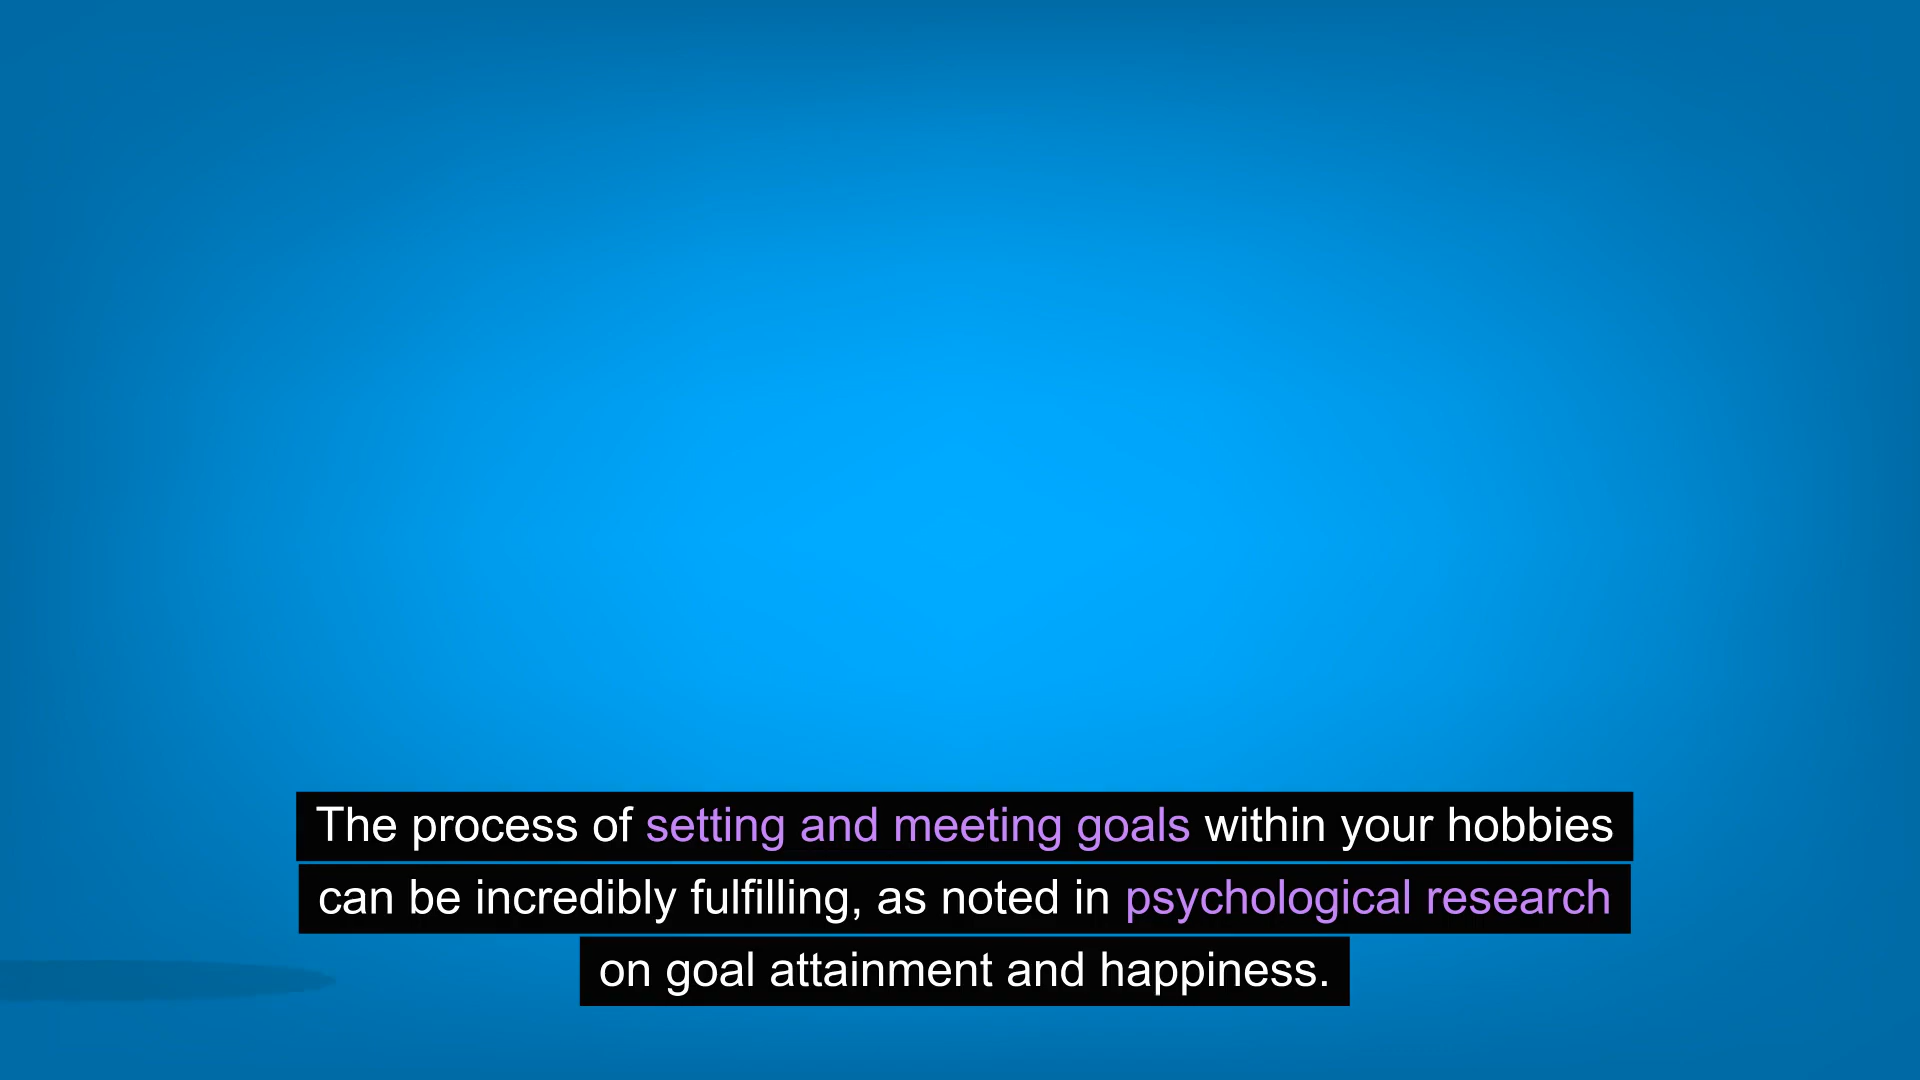 The process of setting and meeting goals within your hobbies
can be incredibly fulfilling, as noted in psychological research
on goal attainment and happiness.